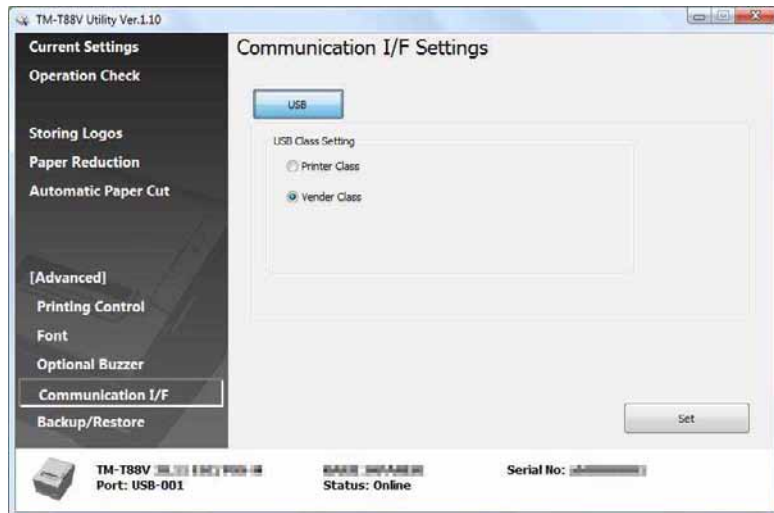 TM-T88V Utility Ver.1.10
Current Settings
Communication I/F Settings
Operation Check
USB
Storing Logos
USB Class Setting
Paper Reduction
Printer Class
Automatic Paper Cut
Vender Class
[Advanced]
Printing Control
Font
Optional Buzzer
Communication I/F
Backup/Restore
Set
TM-T88V
Serial No:
Port: USB-001
Status: Online